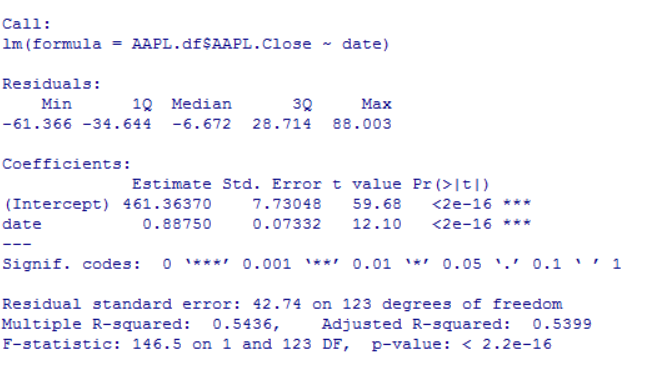 Call:
lm(formula = AAPL.df$AAPL.Close ~ date)
Residuals:
Min 1Q Median 3Q Max
-61.366 -34.644 -6.672 28.714 88.003
Coefficients:
Estimate Std. Error t value Pr(>|t|)
(Intercept) 461.36370 7.73048 59.68 <2e-16 ***
date 0.88750 0.07332 12.10 <2e-16 ***
---
Signif. codes: 0 ‘***’ 0.001 ‘**’ 0.01 ‘*’ 0.05 ‘.’ 0.1 ‘ ’ 1
Residual standard error: 42.74 on 123 degrees of freedom
Multiple R-squared: 0.5436, Adjusted R-squared: 0.5399
F-statistic: 146.5 on 1 and 123 DF, p-value: < 2.2e-16